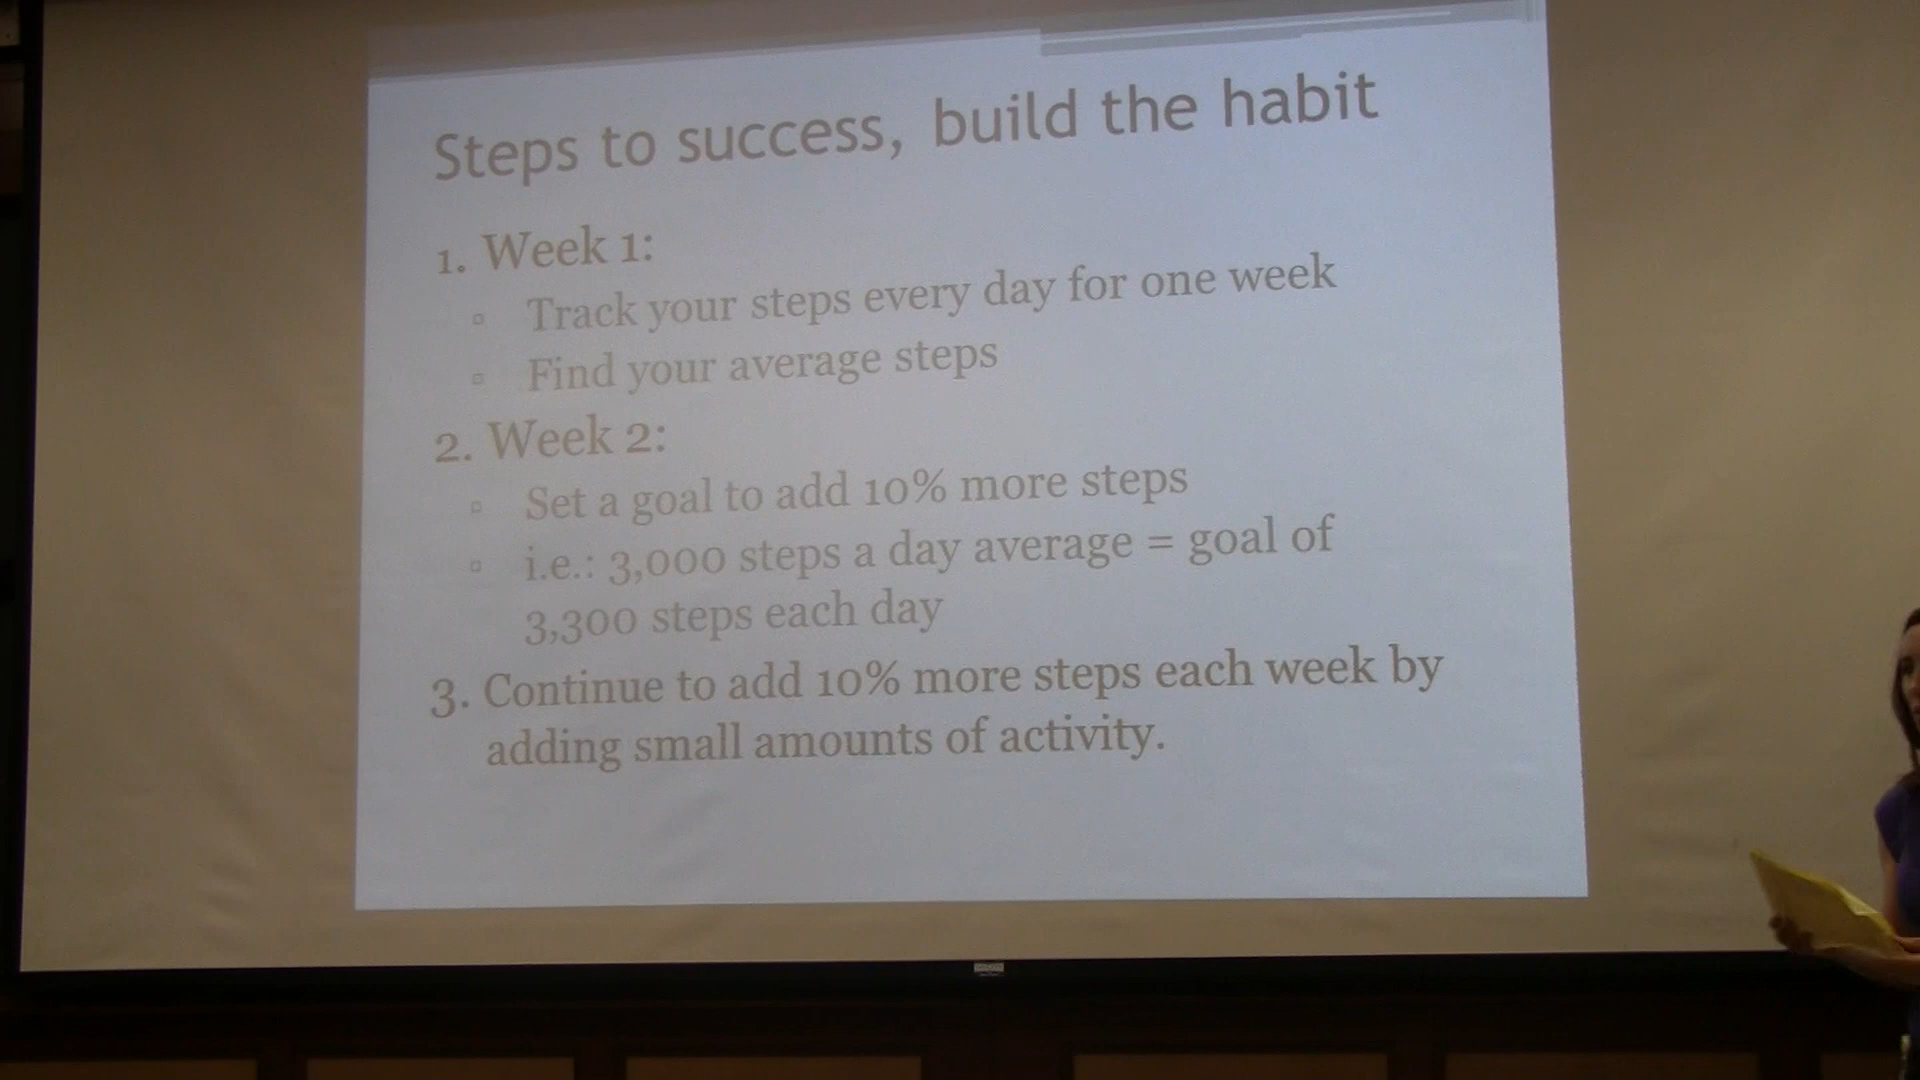 Steps to success, build the habit
1. Week 1:
▫ Track your steps every day for one week
▫ Find your average steps
2. Week 2:
▫ Set a goal to add 10% more steps
▫ i.e.: 3,000 steps a day average = goal of
3,300 steps each day
3. Continue to add 10% more steps each week by
adding small amounts of activity.